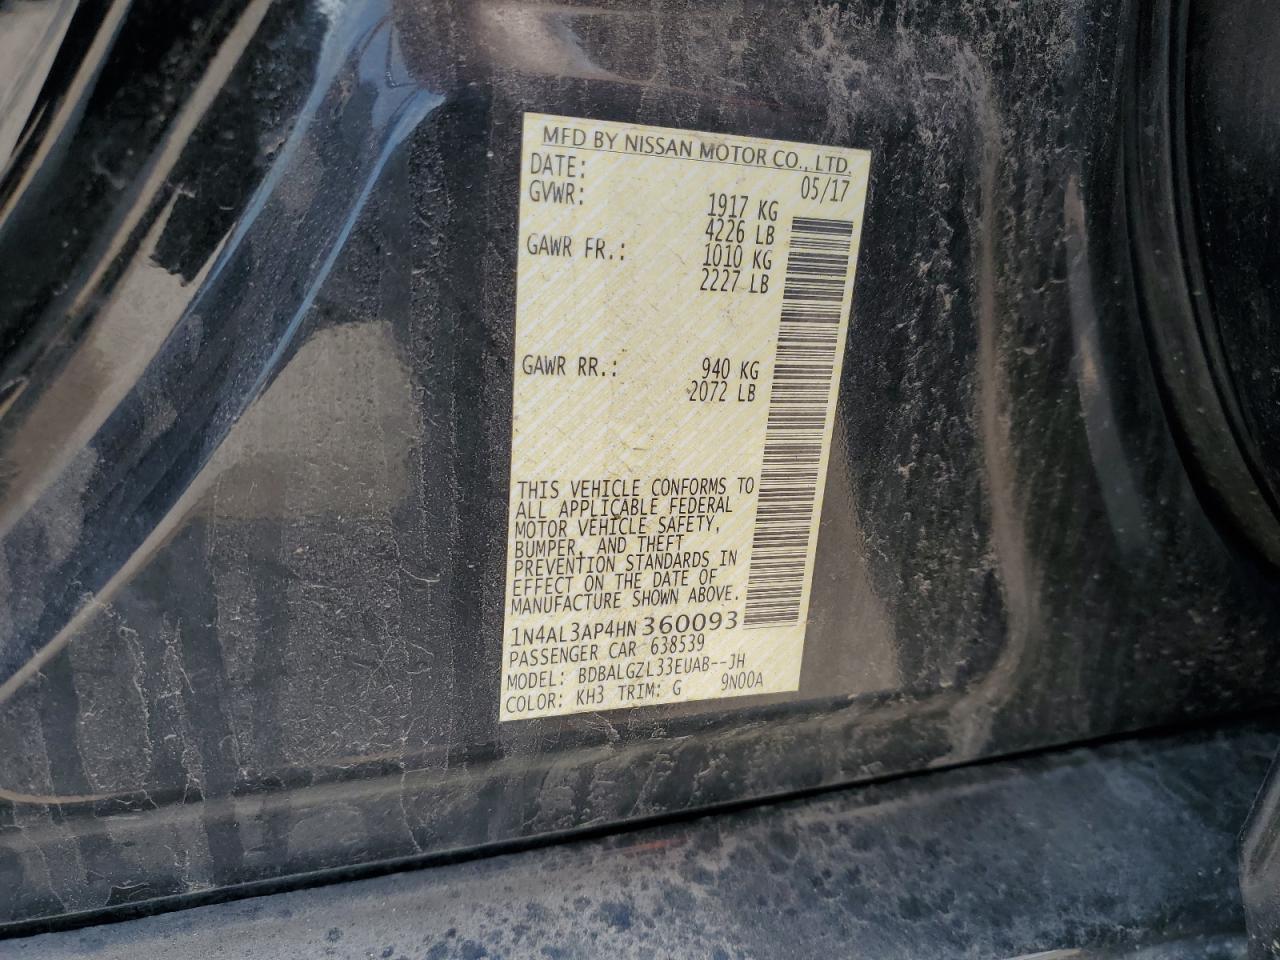 MFD BY NISSAN MOTOR CO., LTD.
DATE: 05/17
GVWR: 1917 KG
4226 LB
GAWR FR.: 1010 KG
2227 LB
GAWR RR.: 940 KG
2072 LB
THIS VEHICLE CONFORMS TO
ALL APPLICABLE FEDERAL
MOTOR VEHICLE SAFETY,
BUMPER, AND THEFT
PREVENTION STANDARDS IN
EFFECT ON THE DATE OF
MANUFACTURE SHOWN ABOVE.
1N4AL3AP4HN360093
PASSENGER CAR 638539
MODEL: BDBALGZL33EUAB--JH
COLOR: KH3 TRIM: G 9N00A